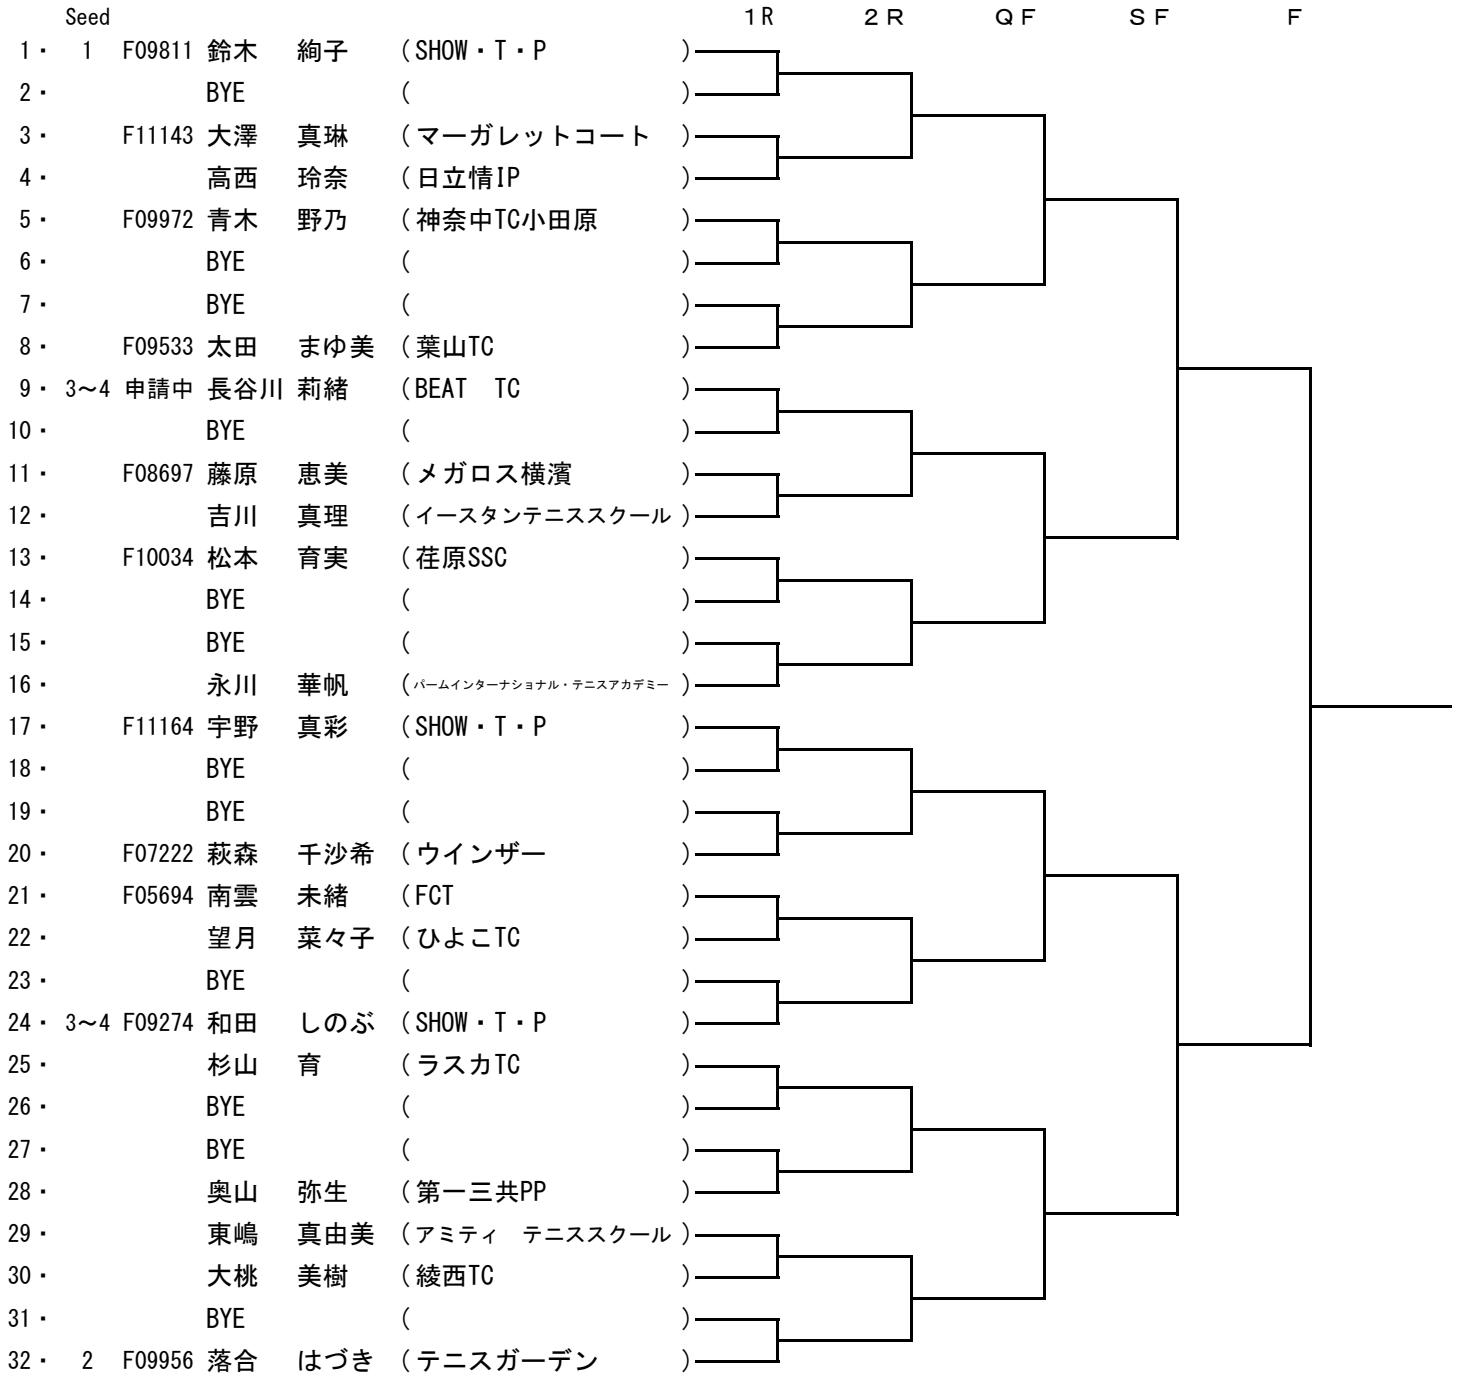 Seed 1R 2R QF SF F
1・ 1 F09811 鈴木 絢子 (SHOW・T・P )
2・ BYE ( )
3・ F11143 大澤 真琳 (マーガレットコート )
4・ 高西 玲奈 (日立情IP )
5・ F09972 青木 野乃 (神奈中TC小田原 )
6・ BYE ( )
7・ BYE ( )
8・ F09533 太田 まゆ美 (葉山TC )
9・ 3～4 申請中 長谷川 莉緒 (BEAT TC )
10・ BYE ( )
11・ F08697 藤原 恵美 (メガロス横濱 )
12・ 吉川 真理 (イースタンテニススクール )
13・ F10034 松本 育実 (荏原SSC )
14・ BYE ( )
15・ BYE ( )
16・ 永川 華帆 (パームインターナショナル・テニスアカデミー )
17・ F11164 宇野 真彩 (SHOW・T・P )
18・ BYE ( )
19・ BYE ( )
20・ F07222 萩森 千沙希 (ウインザー )
21・ F05694 南雲 未緒 (FCT )
22・ 望月 菜々子 (ひよこTC )
23・ BYE ( )
24・ 3～4 F09274 和田 しのぶ (SHOW・T・P )
25・ 杉山 育 (ラスカTC )
26・ BYE ( )
27・ BYE ( )
28・ 奥山 弥生 (第一三共PP )
29・ 東嶋 真由美 (アミティ テニススクール )
30・ 大桃 美樹 (綾西TC )
31・ BYE ( )
32・ 2 F09956 落合 はづき (テニスガーデン )